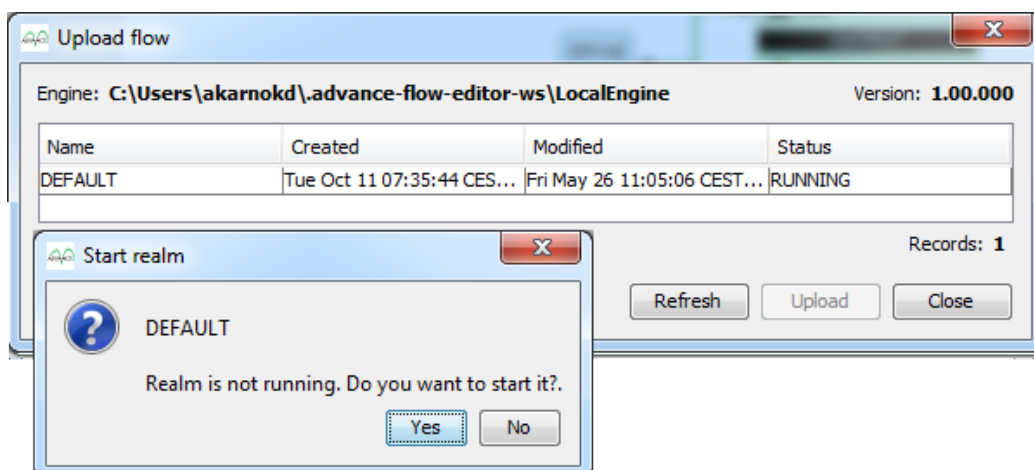 Upload flow
Engine: C:\Users\akarnokd\.advance-flow-editor-ws\LocalEngine Version: 1.00.000
Name Created Modified Status
DEFAULT Tue Oct 11 07:35:44 CES... Fri May 26 11:05:06 CEST... RUNNING
Records: 1
Refresh Upload Close
Start realm
DEFAULT
Realm is not running. Do you want to start it?.
Yes No